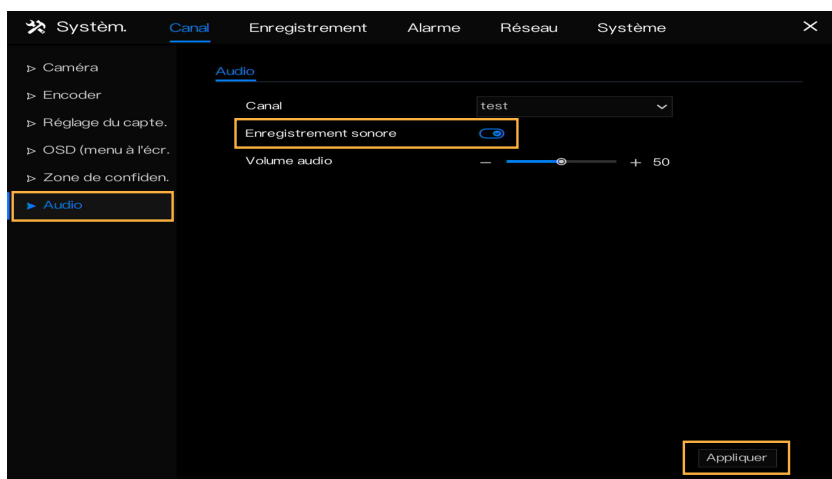 Systèm. Canal Enregistrement Alarme Réseau Système
Caméra
Encoder
Réglage du capte.
OSD (menu à l'écr.
Zone de confiden.
Audio
Audio
Canal test
Enregistrement sonore
Volume audio 50
Appliquer